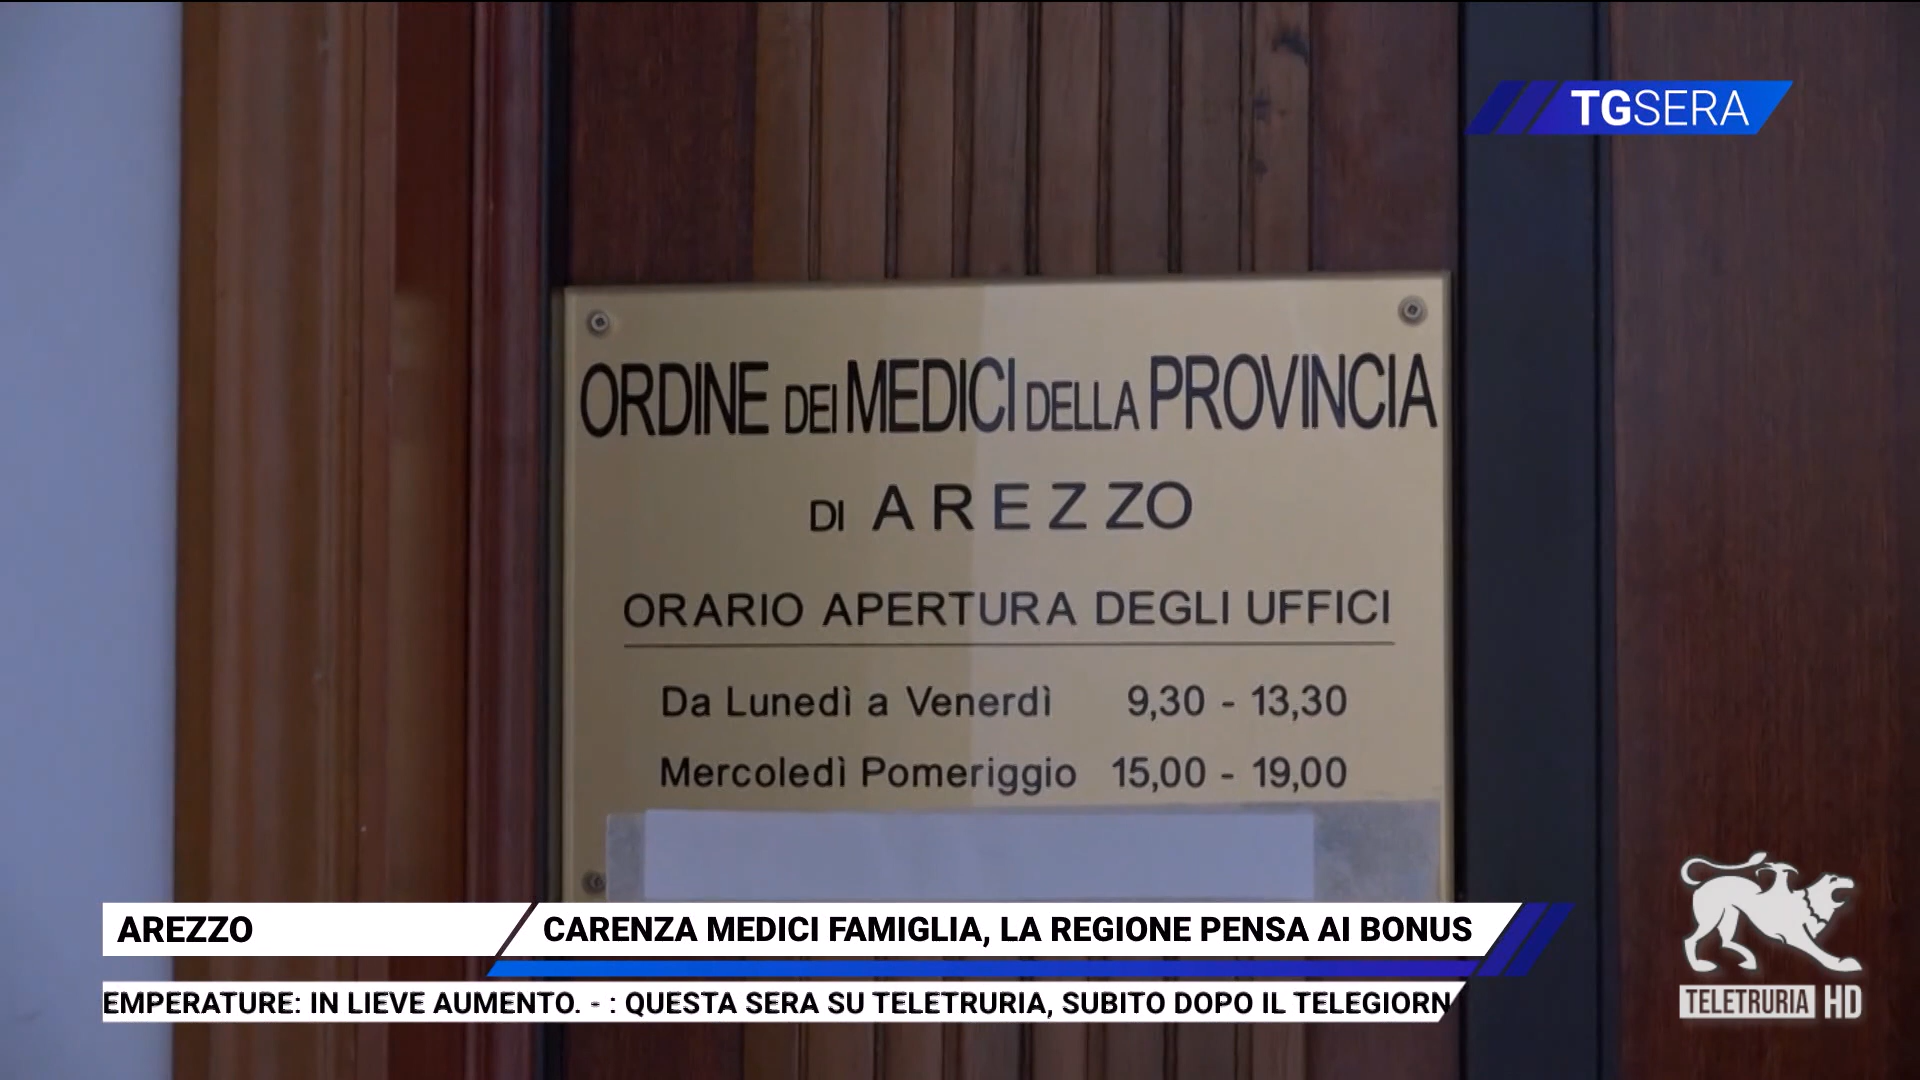 TGSERA
ORDINE DEI MEDICI DELLA PROVINCIA
DI AREZZO
ORARIO APERTURA DEGLI UFFICI
Da Lunedì a Venerdì 9,30 - 13,30
Mercoledì Pomeriggio 15,00 - 19,00
AREZZO
CARENZA MEDICI FAMIGLIA, LA REGIONE PENSA AI BONUS
EMPERATURE: IN LIEVE AUMENTO. - : QUESTA SERA SU TELETRURIA, SUBITO DOPO IL TELEGIORN
TELETRURIA HD